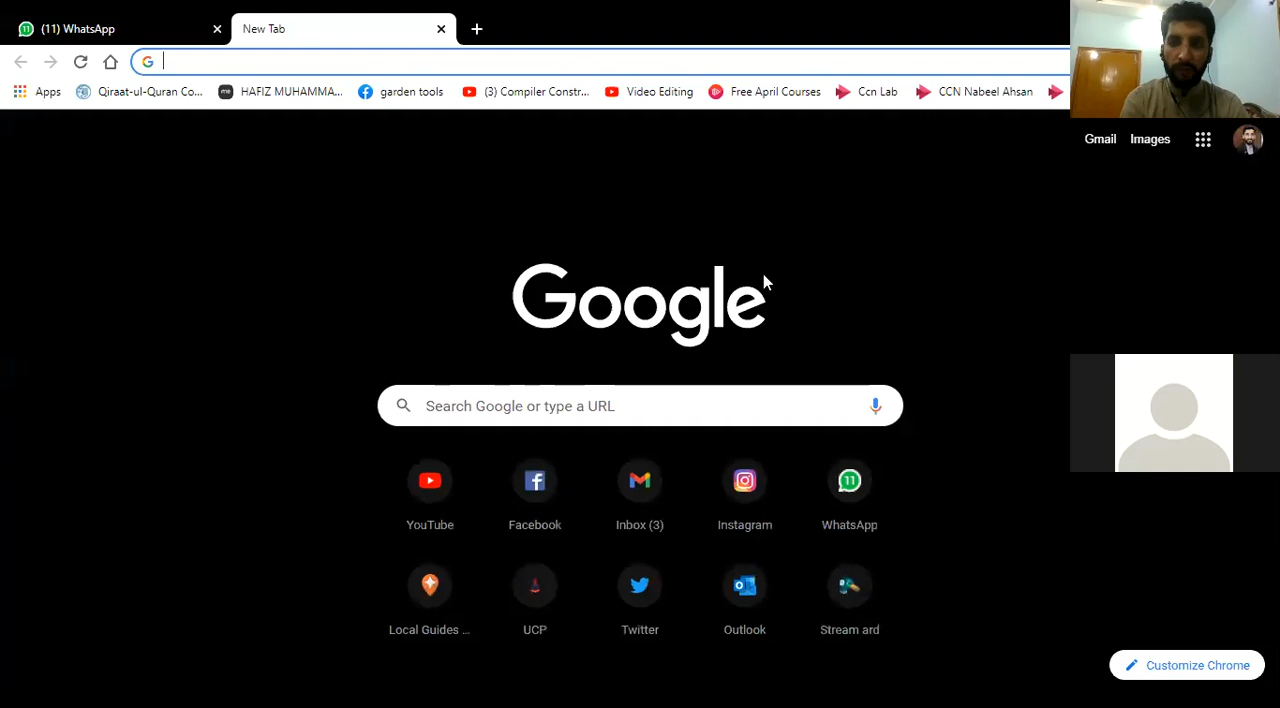 (11) WhatsApp
New Tab
Apps
Qiraat-ul-Quran Co...
HAFIZ MUHAMMA...
garden tools
(3) Compiler Constr...
Video Editing
Free April Courses
Ccn Lab
CCN Nabeel Ahsan
Gmail
Images
Google
Search Google or type a URL
YouTube
Facebook
Inbox (3)
Instagram
11
WhatsApp
Local Guides ...
UCP
Twitter
Outlook
Stream ard
Customize Chrome